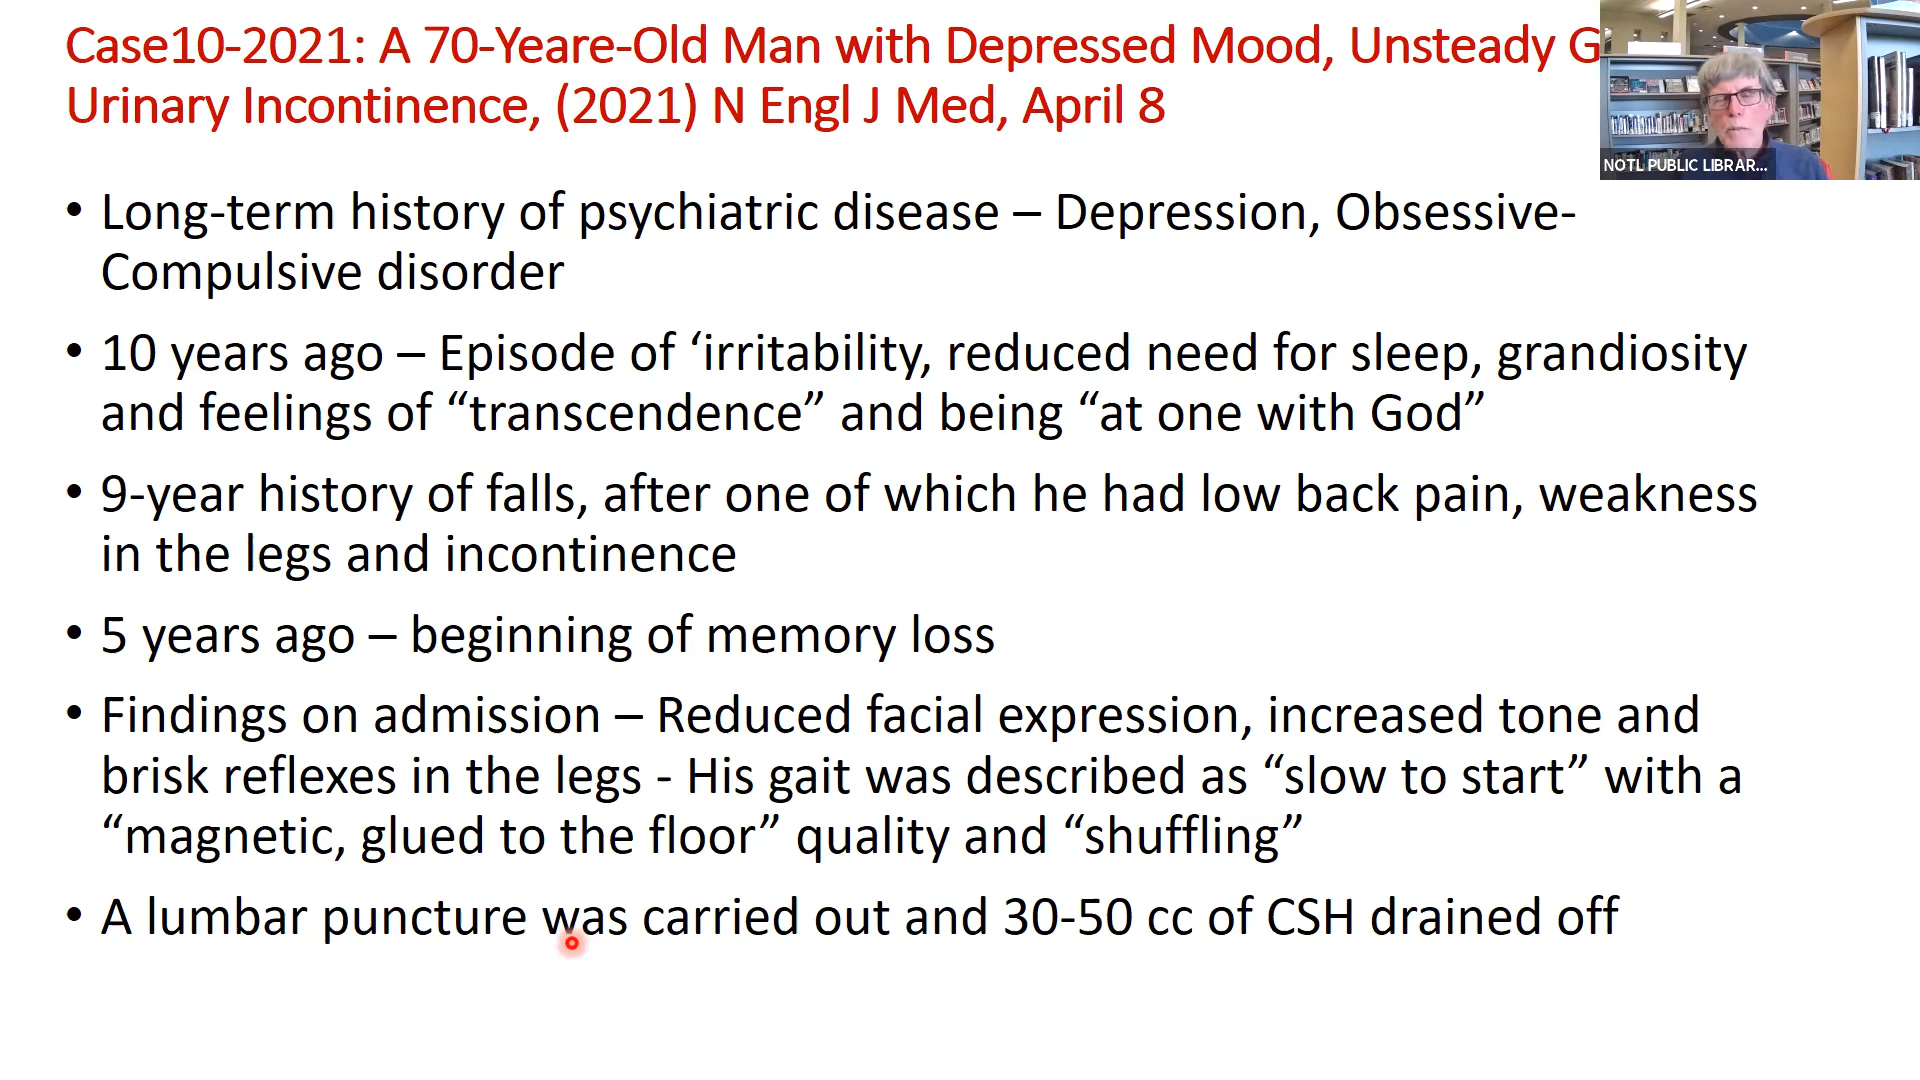 Case10-2021: A 70-Yeare-Old Man with Depressed Mood, Unsteady G
Urinary Incontinence, (2021) N Engl J Med, April 8
NOTL PUBLIC LIBRAR...
• Long-term history of psychiatric disease – Depression, Obsessive-
Compulsive disorder
• 10 years ago – Episode of ‘irritability, reduced need for sleep, grandiosity
and feelings of “transcendence” and being “at one with God”
• 9-year history of falls, after one of which he had low back pain, weakness
in the legs and incontinence
• 5 years ago – beginning of memory loss
• Findings on admission – Reduced facial expression, increased tone and
brisk reflexes in the legs - His gait was described as “slow to start” with a
“magnetic, glued to the floor” quality and “shuffling”
• A lumbar puncture was carried out and 30-50 cc of CSH drained off